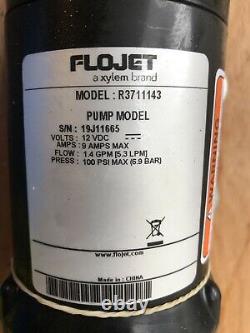 FLOJET
a xylem brand
MODEL: R3711143
PUMP MODEL
S/N: 19J11665
VOLTS: 12 VDC
AMPS: 9 AMPS MAX
FLOW: 1.4 GPM [5.3 LPM]
PRESS: 100 PSI MAX (6.9 BAR)
www.flojet.com
Made in: CHINA
WARNING